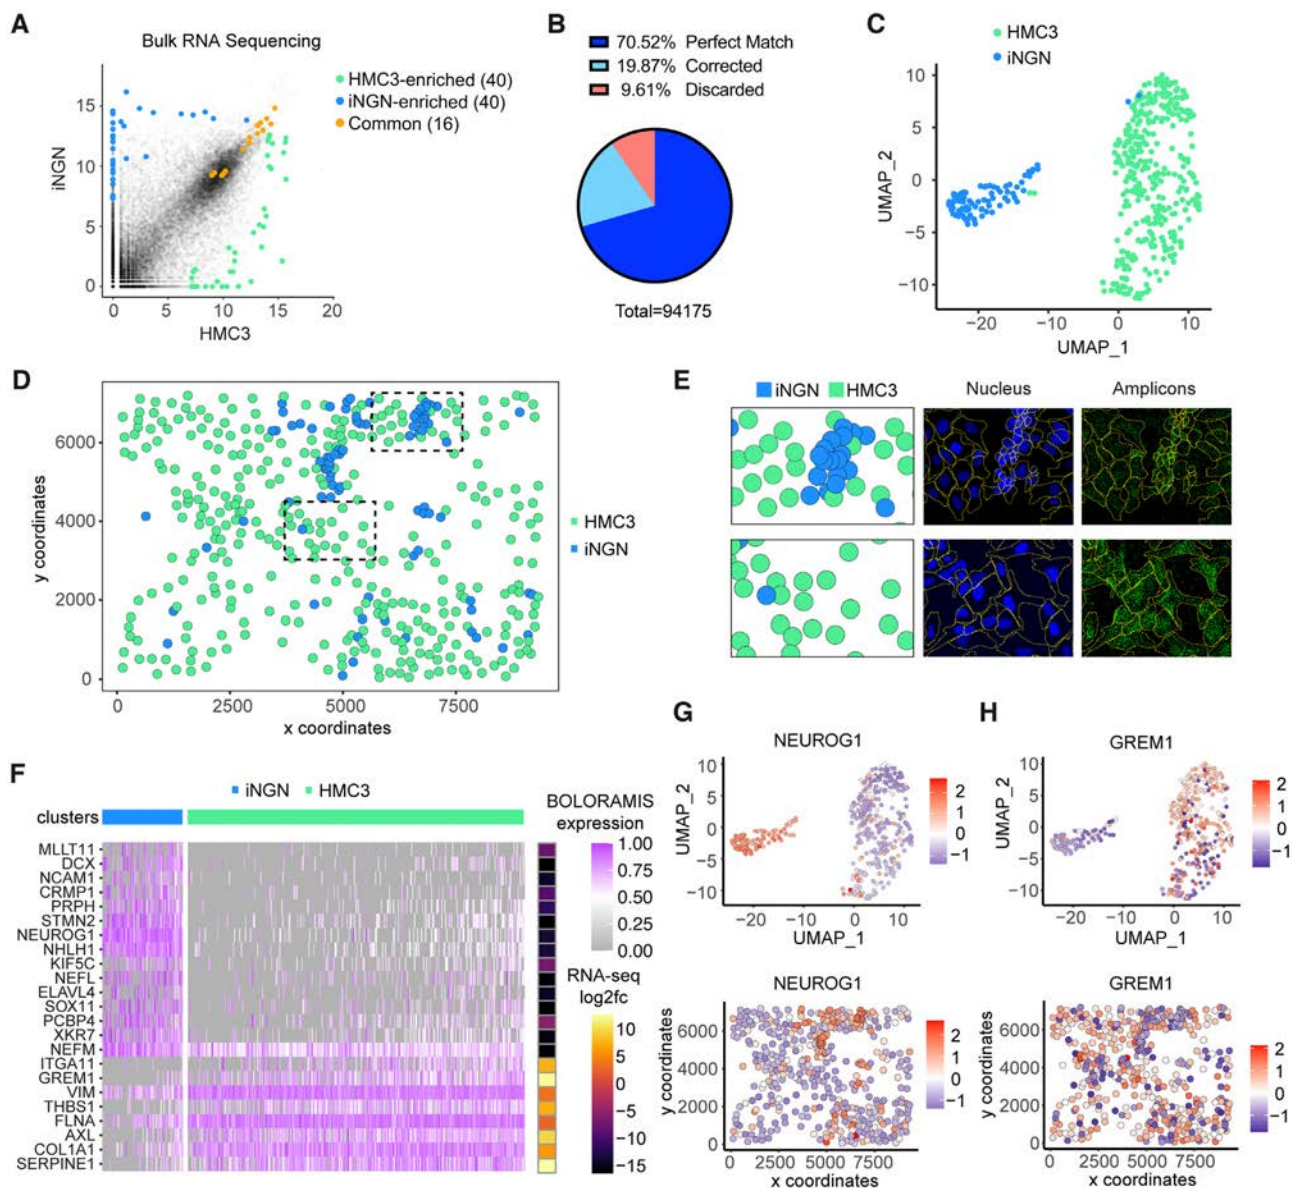 A
Bulk RNA Sequencing
HMC3-enriched (40)
iNGN-enriched (40)
Common (16)
15
10
5
0
iNGN
0 5 10 15 20
HMC3
B
70.52% Perfect Match
19.87% Corrected
9.61% Discarded
Total=94175
C
HMC3
iNGN
10
5
0
−5
−10
UMAP_2
−20 −10 0 10
UMAP_1
D
6000
4000
2000
0
y coordinates
0 2500 5000 7500
x coordinates
HMC3
iNGN
E
iNGN HMC3 Nucleus Amplicons
F
iNGN HMC3
clusters
MLLT11
DCX
NCAM1
CRMP1
PRPH
STMN2
NEUROG1
NHLH1
KIF5C
NEFL
ELAVL4
SOX11
PCBP4
XKR7
NEFM
ITGA11
GREM1
VIM
THBS1
FLNA
AXL
COL1A1
SERPINE1
BOLORAMIS
expression
1.00
0.75
0.50
0.25
0.00
RNA-seq
log2fc
10
5
0
−5
−10
−15
G
NEUROG1
10
5
0
−5
−10
UMAP_2
−20 −10 0 10
UMAP_1
2
1
0
−1
NEUROG1
6000
4000
2000
0
y coordinates
0 2500 5000 7500
x coordinates
2
1
0
−1
H
GREM1
10
5
0
−5
−10
UMAP_2
−20 −10 0 10
UMAP_1
2
1
0
−1
GREM1
6000
4000
2000
0
y coordinates
0 2500 5000 7500
x coordinates
2
1
0
−1